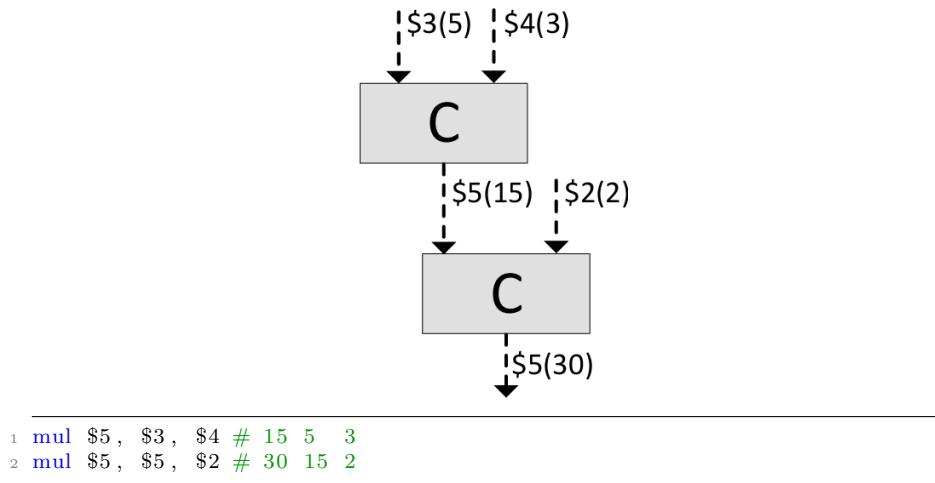 $3(5) $4(3)
C
$5(15) $2(2)
C
$5(30)
1 mul $5, $3, $4 # 15 5 3
2 mul $5, $5, $2 # 30 15 2